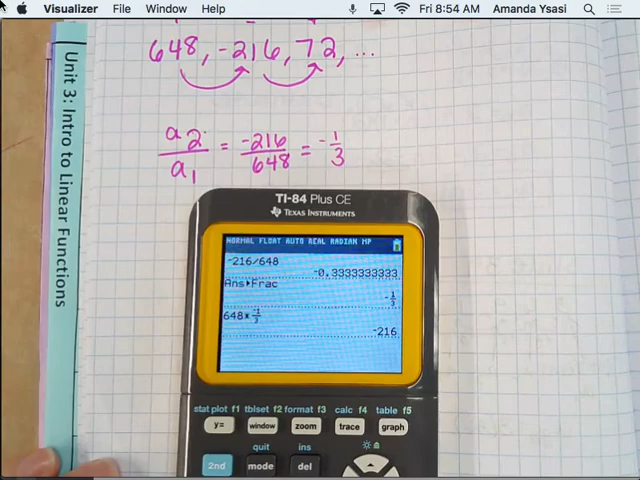 Visualizer File Window Help Fri 8:54 AM Amanda Ysasi
648, -216, 72, ...
a2/a1 = -216/648 = -1/3
Unit 3: Intro to Linear Functions
TI-84 Plus CE
TEXAS INSTRUMENTS
NORMAL FLOAT AUTO REAL RADIAN MP
-216/648
-0.3333333333
Ans▸Frac
-1/3
648*-1/3
-216
stat plot f1 tblset f2 format f3 calc f4 table f5
y= window zoom trace graph
quit ins
2nd mode del